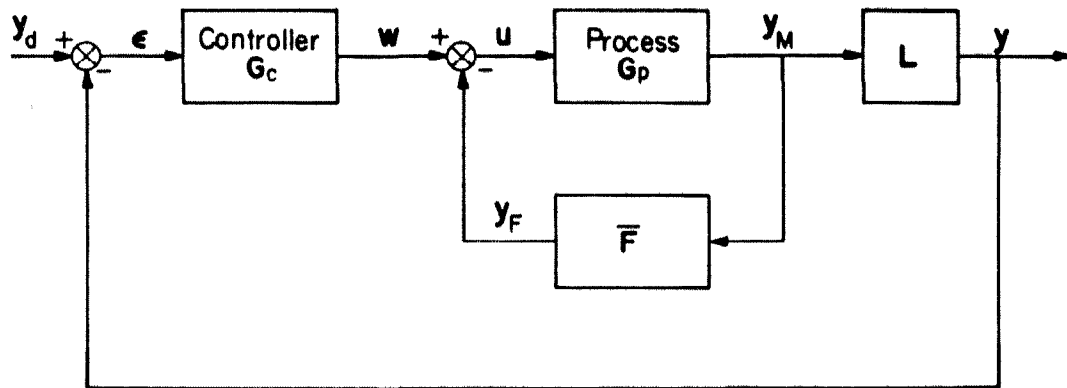 y_d + - ϵ
Controller
G_c
w
+ - u
Process
G_p
y_M
L
y
y_F
F̅